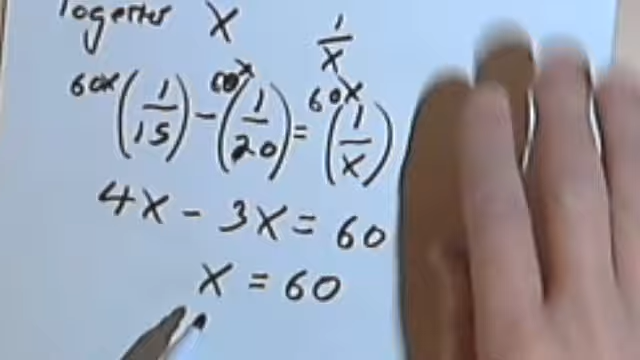 Together X 1/X
60x(1/15) - 60x(1/20) = 60x(1/X)
4X - 3X = 60
X = 60